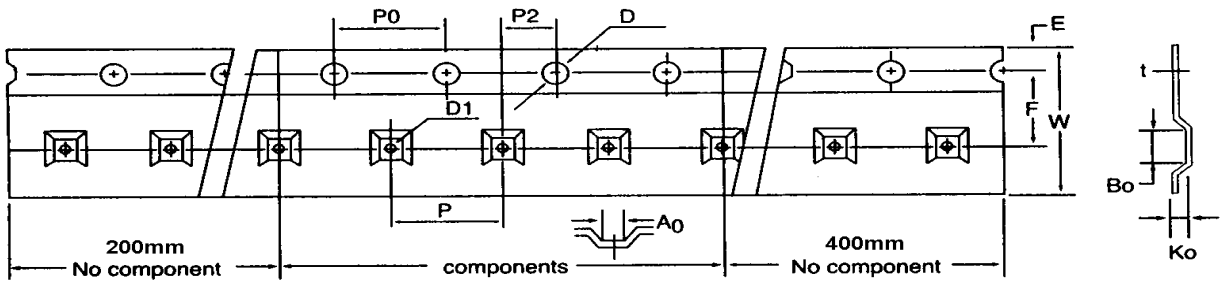 P0
P2
D
E
t
D1
F
W
Bo
P
A0
200mm
No component
components
400mm
No component
Ko